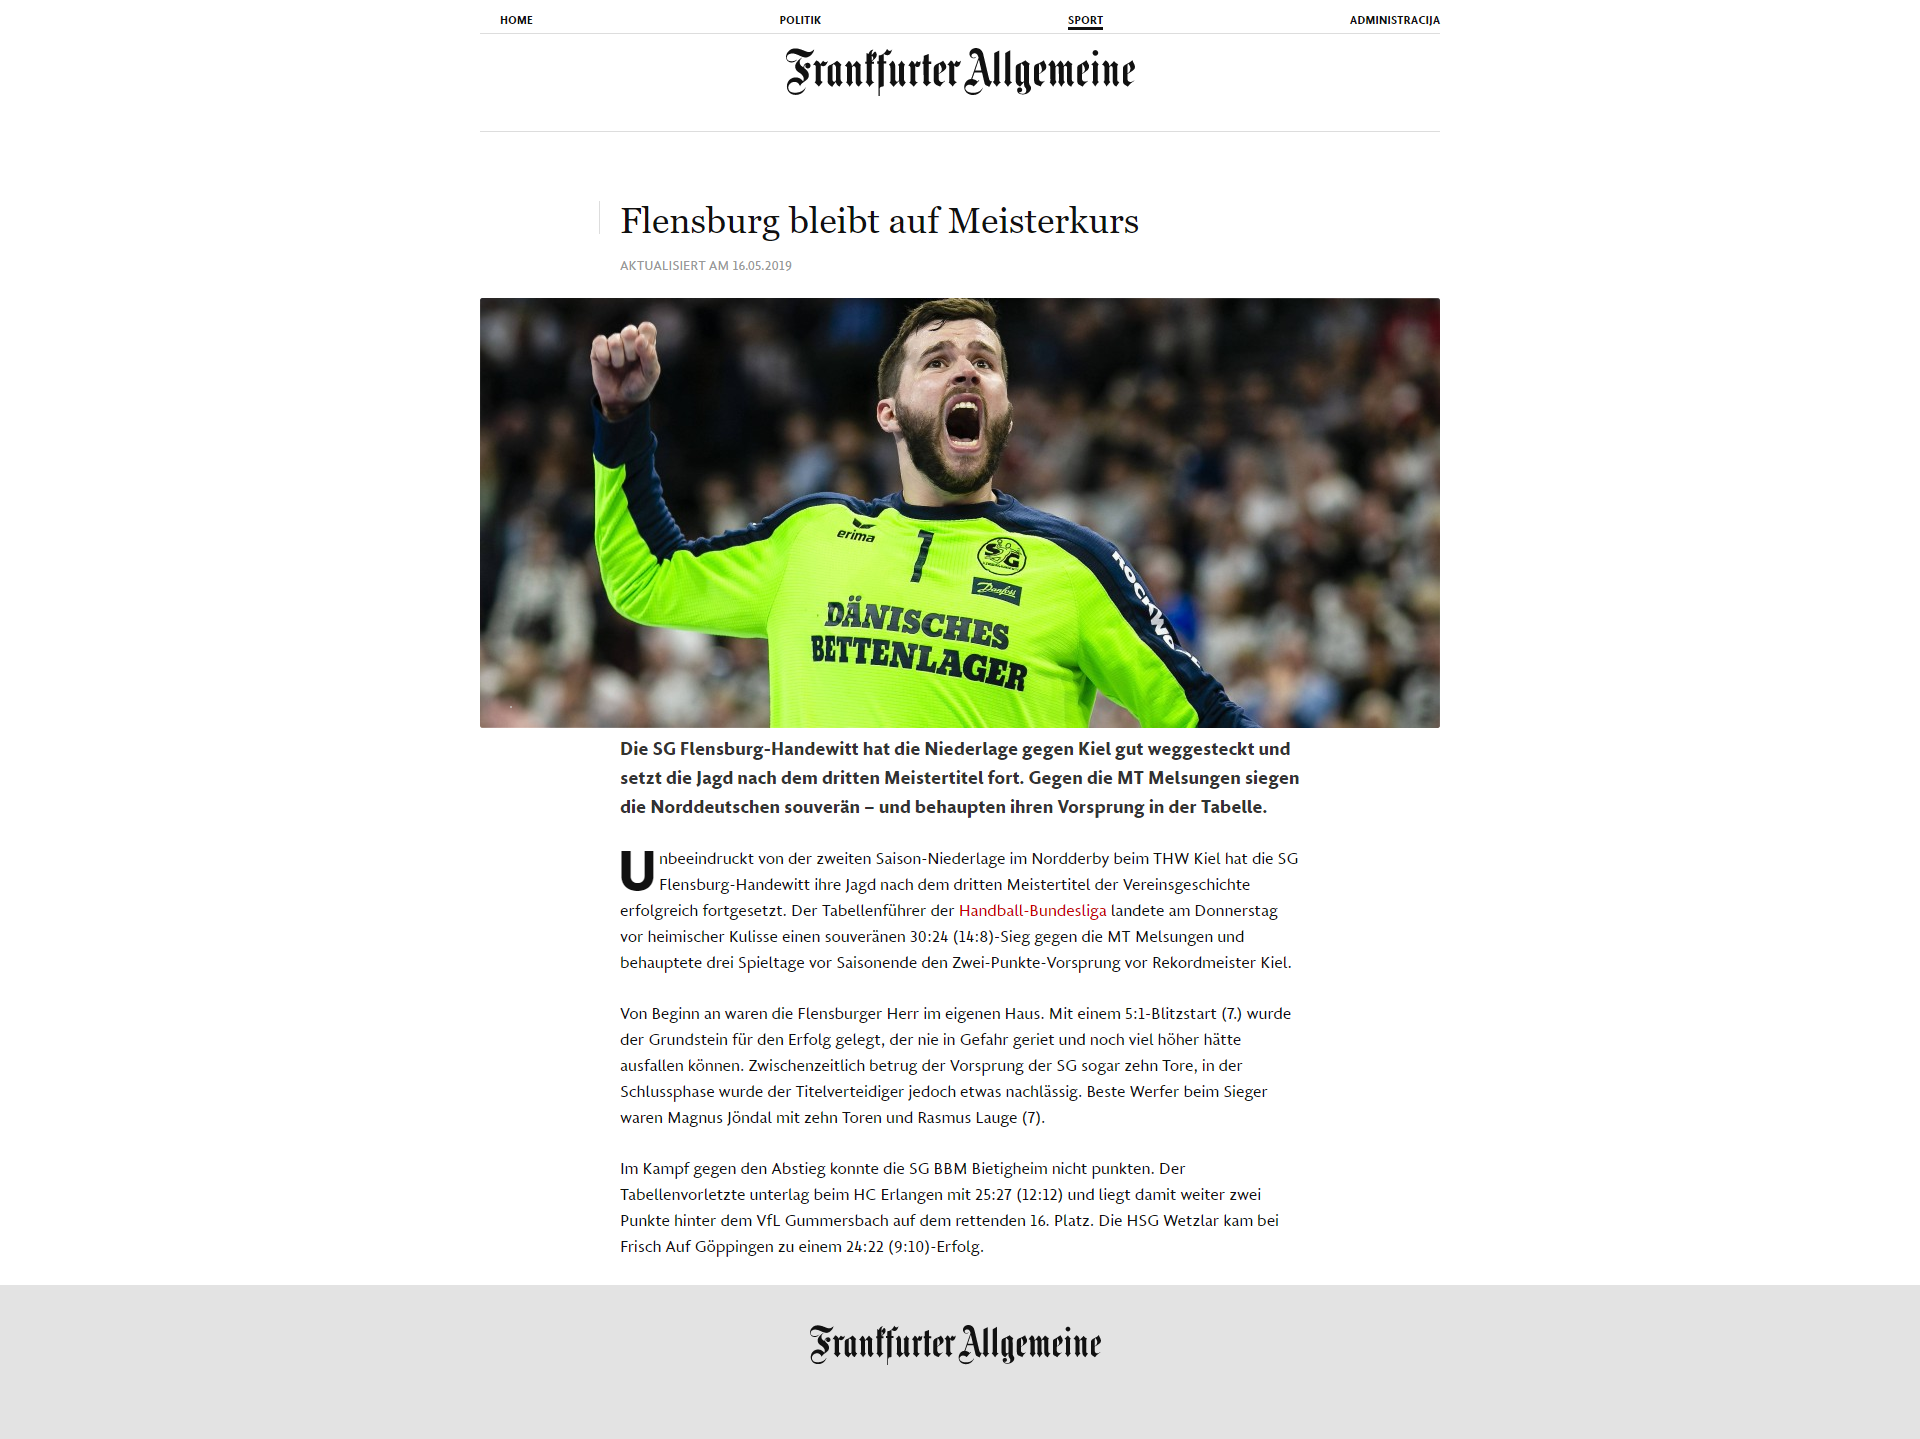 HOME POLITIK SPORT ADMINISTRACIJA
Frankfurter Allgemeine
Flensburg bleibt auf Meisterkurs
AKTUALISIERT AM 16.05.2019
erima
1
SG
Danfoss
ROCKWO
DÄNISCHES
BETTENLAGER
Die SG Flensburg-Handewitt hat die Niederlage gegen Kiel gut weggesteckt und
setzt die Jagd nach dem dritten Meistertitel fort. Gegen die MT Melsungen siegen
die Norddeutschen souverän – und behaupten ihren Vorsprung in der Tabelle.
Unbeeindruckt von der zweiten Saison-Niederlage im Nordderby beim THW Kiel hat die SG
Flensburg-Handewitt ihre Jagd nach dem dritten Meistertitel der Vereinsgeschichte
erfolgreich fortgesetzt. Der Tabellenführer der Handball-Bundesliga landete am Donnerstag
vor heimischer Kulisse einen souveränen 30:24 (14:8)-Sieg gegen die MT Melsungen und
behauptete drei Spieltage vor Saisonende den Zwei-Punkte-Vorsprung vor Rekordmeister Kiel.
Von Beginn an waren die Flensburger Herr im eigenen Haus. Mit einem 5:1-Blitzstart (7.) wurde
der Grundstein für den Erfolg gelegt, der nie in Gefahr geriet und noch viel höher hätte
ausfallen können. Zwischenzeitlich betrug der Vorsprung der SG sogar zehn Tore, in der
Schlussphase wurde der Titelverteidiger jedoch etwas nachlässig. Beste Werfer beim Sieger
waren Magnus Jöndal mit zehn Toren und Rasmus Lauge (7).
Im Kampf gegen den Abstieg konnte die SG BBM Bietigheim nicht punkten. Der
Tabellenvorletzte unterlag beim HC Erlangen mit 25:27 (12:12) und liegt damit weiter zwei
Punkte hinter dem VfL Gummersbach auf dem rettenden 16. Platz. Die HSG Wetzlar kam bei
Frisch Auf Göppingen zu einem 24:22 (9:10)-Erfolg.
Frankfurter Allgemeine